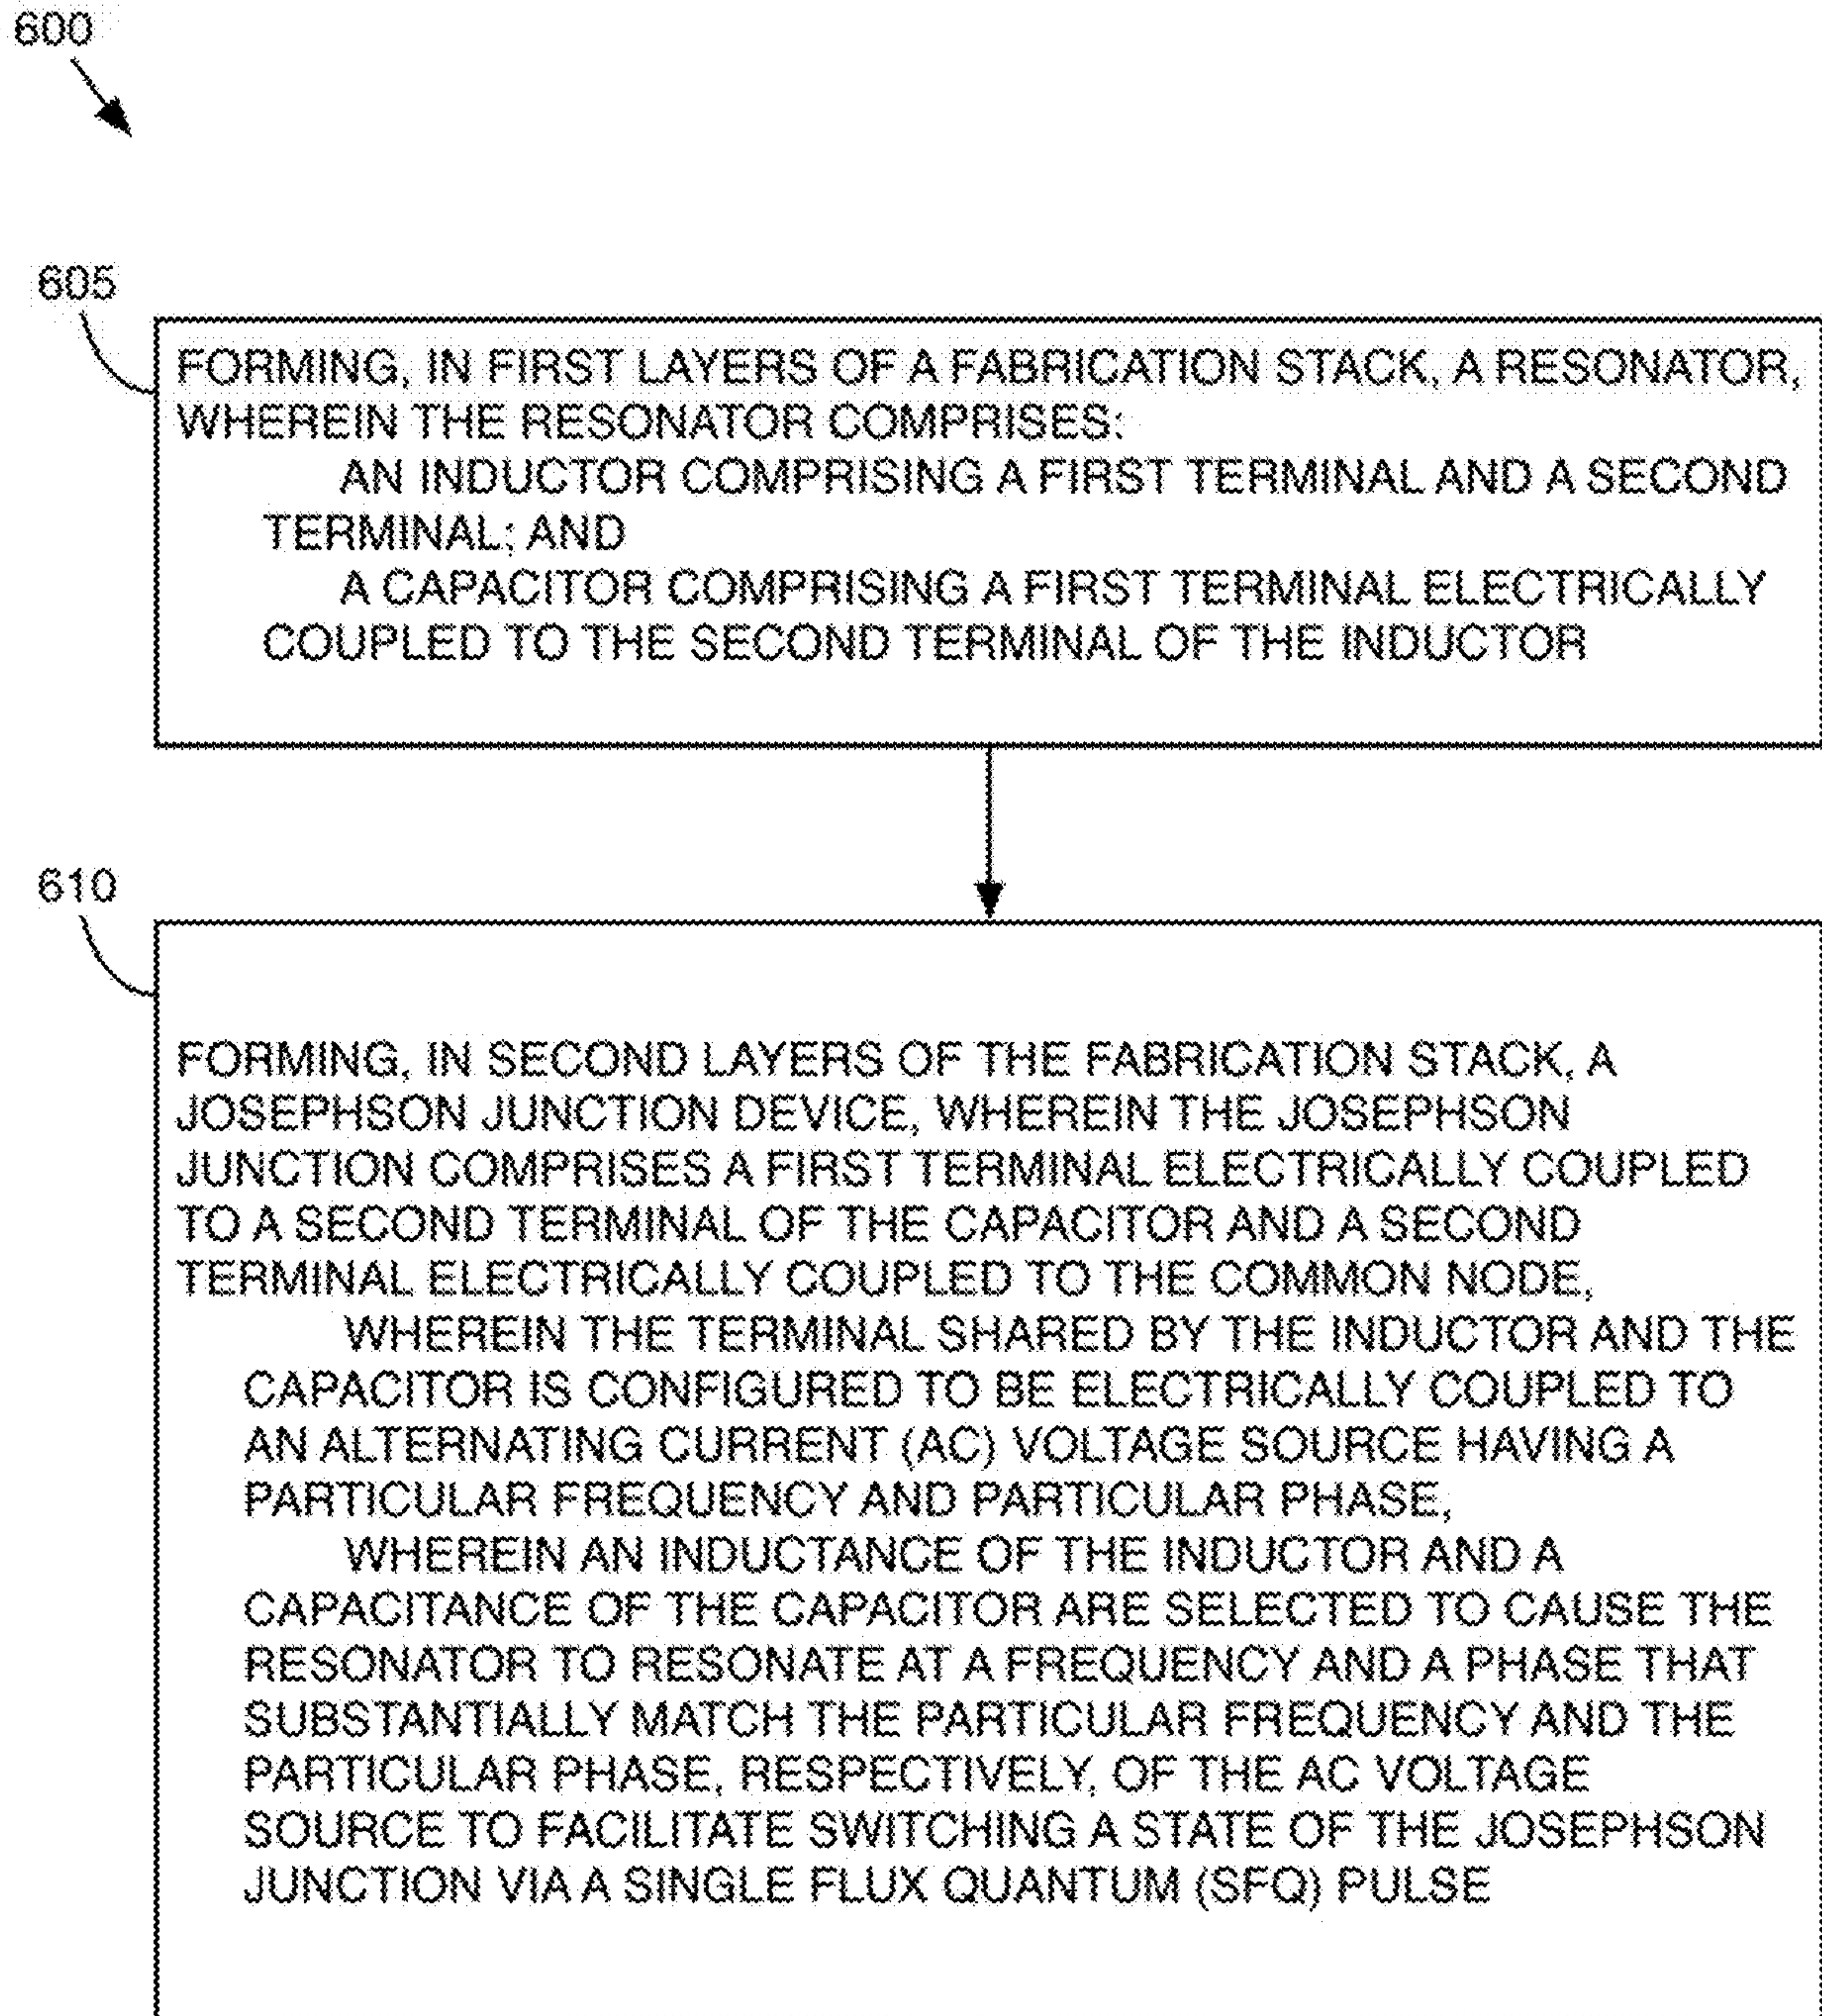 600
605
FORMING, IN FIRST LAYERS OF A FABRICATION STACK, A RESONATOR,
WHEREIN THE RESONATOR COMPRISES:
AN INDUCTOR COMPRISING A FIRST TERMINAL AND A SECOND
TERMINAL; AND
A CAPACITOR COMPRISING A FIRST TERMINAL ELECTRICALLY
COUPLED TO THE SECOND TERMINAL OF THE INDUCTOR
610
FORMING, IN SECOND LAYERS OF THE FABRICATION STACK, A
JOSEPHSON JUNCTION DEVICE, WHEREIN THE JOSEPHSON
JUNCTION COMPRISES A FIRST TERMINAL ELECTRICALLY COUPLED
TO A SECOND TERMINAL OF THE CAPACITOR AND A SECOND
TERMINAL ELECTRICALLY COUPLED TO THE COMMON NODE,
WHEREIN THE TERMINAL SHARED BY THE INDUCTOR AND THE
CAPACITOR IS CONFIGURED TO BE ELECTRICALLY COUPLED TO
AN ALTERNATING CURRENT (AC) VOLTAGE SOURCE HAVING A
PARTICULAR FREQUENCY AND PARTICULAR PHASE,
WHEREIN AN INDUCTANCE OF THE INDUCTOR AND A
CAPACITANCE OF THE CAPACITOR ARE SELECTED TO CAUSE THE
RESONATOR TO RESONATE AT A FREQUENCY AND A PHASE THAT
SUBSTANTIALLY MATCH THE PARTICULAR FREQUENCY AND THE
PARTICULAR PHASE, RESPECTIVELY, OF THE AC VOLTAGE
SOURCE TO FACILITATE SWITCHING A STATE OF THE JOSEPHSON
JUNCTION VIA A SINGLE FLUX QUANTUM (SFQ) PULSE